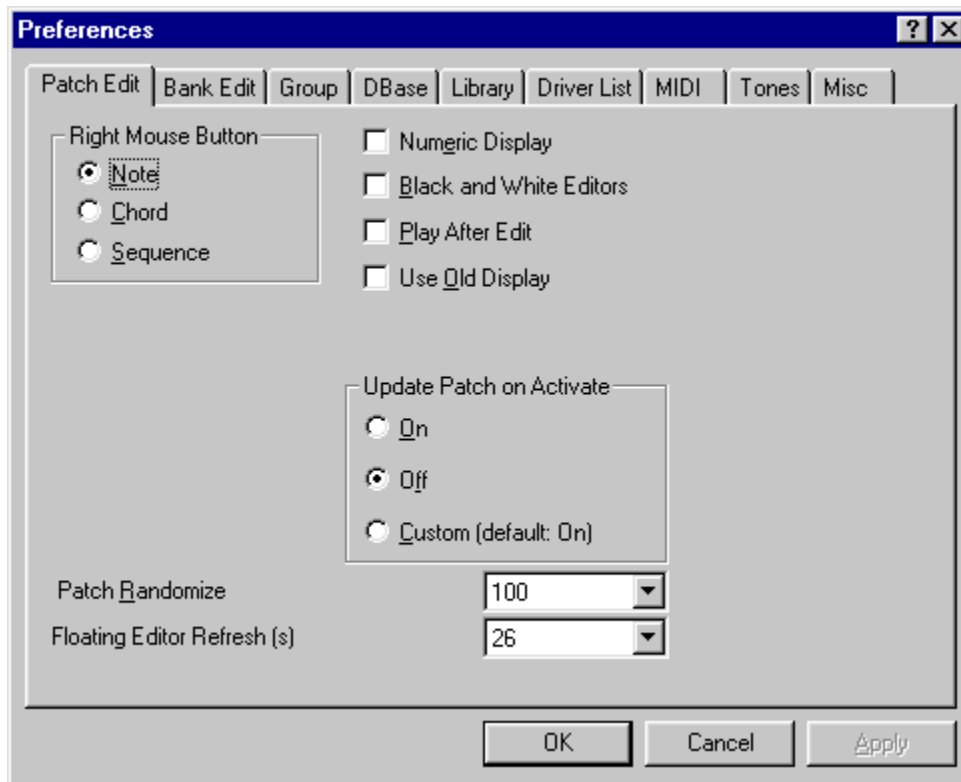 Preferences
Patch Edit Bank Edit Group DBase Library Driver List MIDI Tones Misc
Right Mouse Button
Note
Chord
Sequence
Numeric Display
Black and White Editors
Play After Edit
Use Old Display
Update Patch on Activate
On
Off
Custom (default: On)
Patch Randomize 100
Floating Editor Refresh (s) 26
OK Cancel Apply